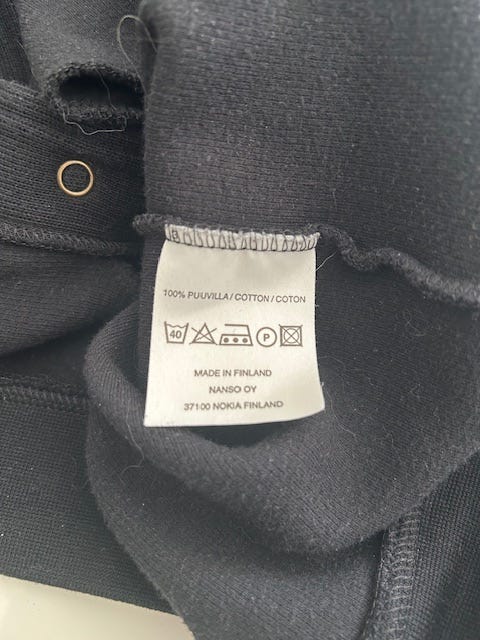 100% PUUVILLA/COTTON/COTON
40 P
MADE IN FINLAND
NANSO OY
37100 NOKIA FINLAND